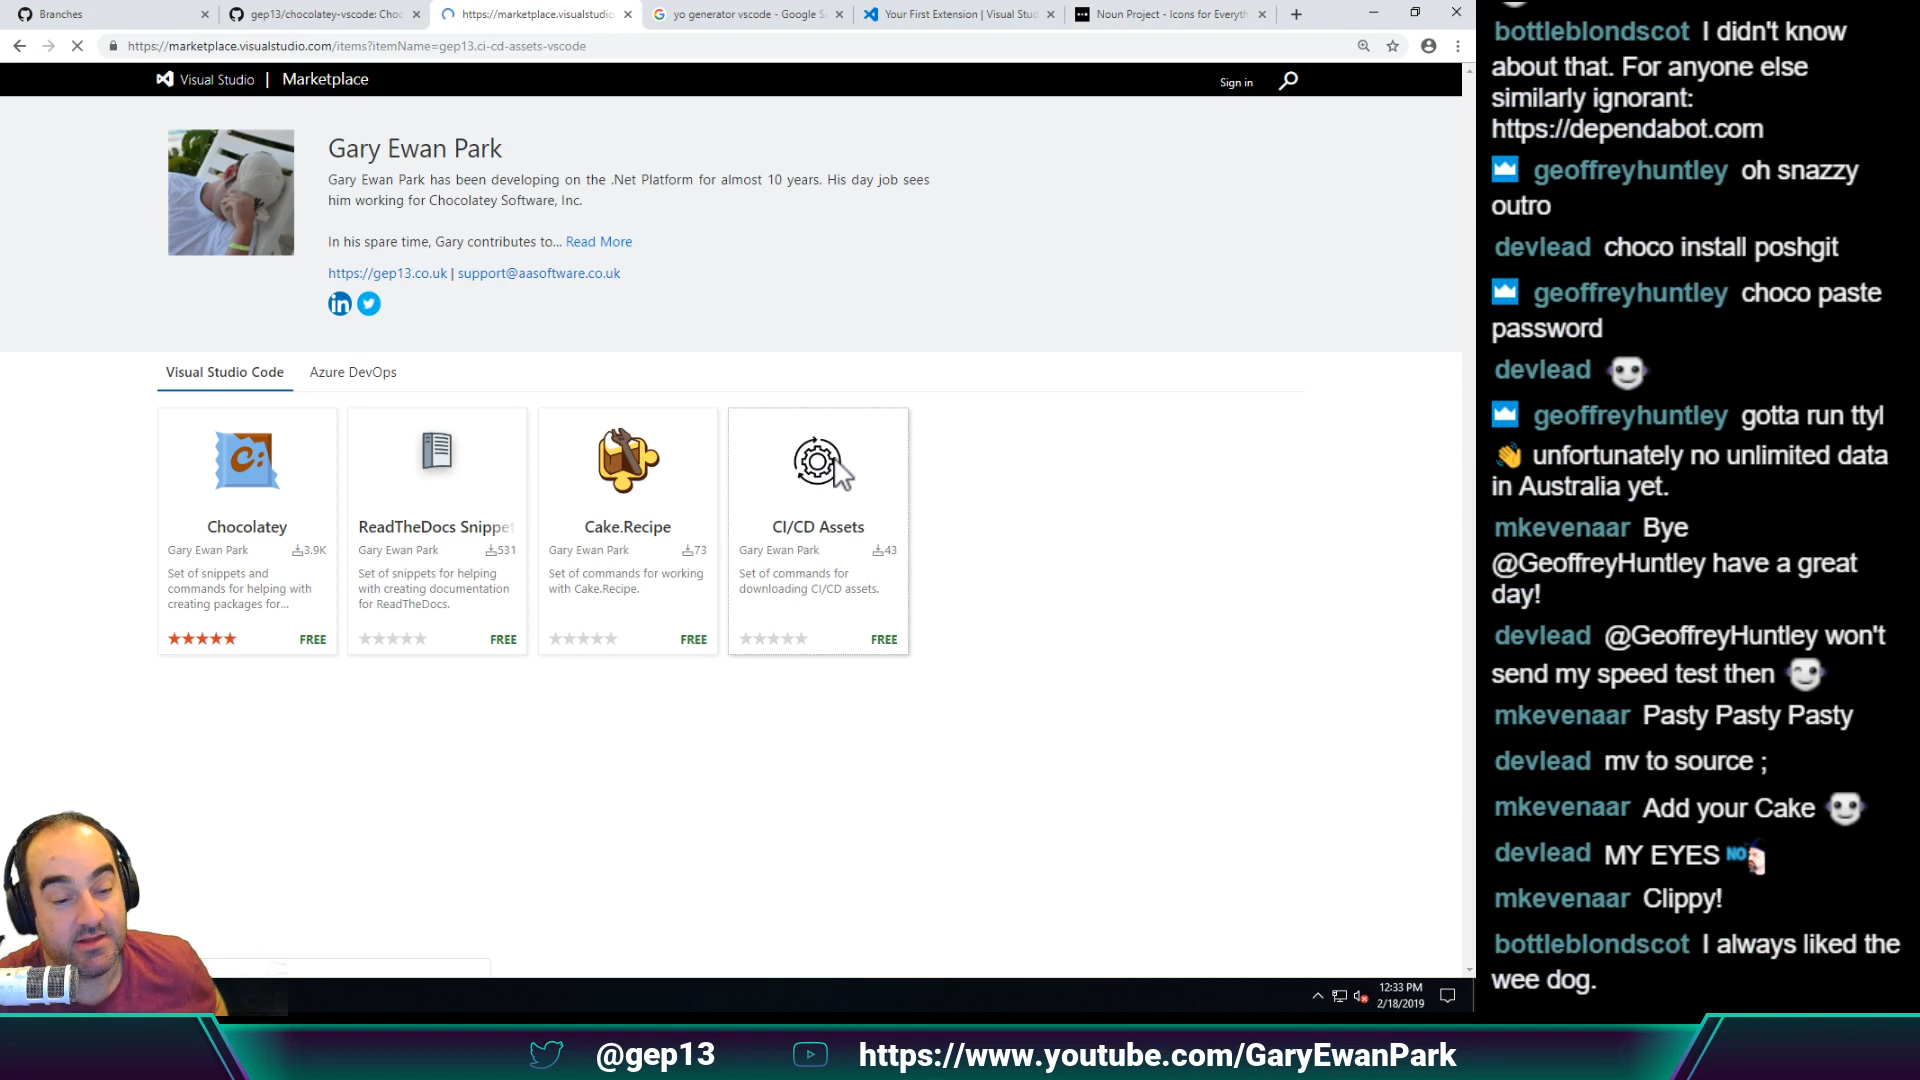 Branches
gep13/chocolatey-vscode: Choc
https://marketplace.visualstudio
yo generator vscode - Google S
Your First Extension | Visual Stud
Noun Project - Icons for Everyth
https://marketplace.visualstudio.com/items?itemName=gep13.ci-cd-assets-vscode
Visual Studio | Marketplace
Sign in
Gary Ewan Park
Gary Ewan Park has been developing on the .Net Platform for almost 10 years. His day job sees
him working for Chocolatey Software, Inc.
In his spare time, Gary contributes to... Read More
https://gep13.co.uk | support@aasoftware.co.uk
in
Visual Studio Code
Azure DevOps
Chocolatey
Gary Ewan Park 3.9K
Set of snippets and
commands for helping with
creating packages for...
FREE
ReadTheDocs Snippet
Gary Ewan Park 531
Set of snippets for helping
with creating documentation
for ReadTheDocs.
FREE
Cake.Recipe
Gary Ewan Park 73
Set of commands for working
with Cake.Recipe.
FREE
CI/CD Assets
Gary Ewan Park 43
Set of commands for
downloading CI/CD assets.
FREE
12:33 PM
2/18/2019
bottleblondscot I didn't know
about that. For anyone else
similarly ignorant:
https://dependabot.com
geoffreyhuntley oh snazzy
outro
devlead choco install poshgit
geoffreyhuntley choco paste
password
devlead
geoffreyhuntley gotta run ttyl
unfortunately no unlimited data
in Australia yet.
mkevenaar Bye
@GeoffreyHuntley have a great
day!
devlead @GeoffreyHuntley won't
send my speed test then
mkevenaar Pasty Pasty Pasty
devlead mv to source ;
mkevenaar Add your Cake
devlead MY EYES NO
mkevenaar Clippy!
bottleblondscot I always liked the
wee dog.
@gep13
https://www.youtube.com/GaryEwanPark